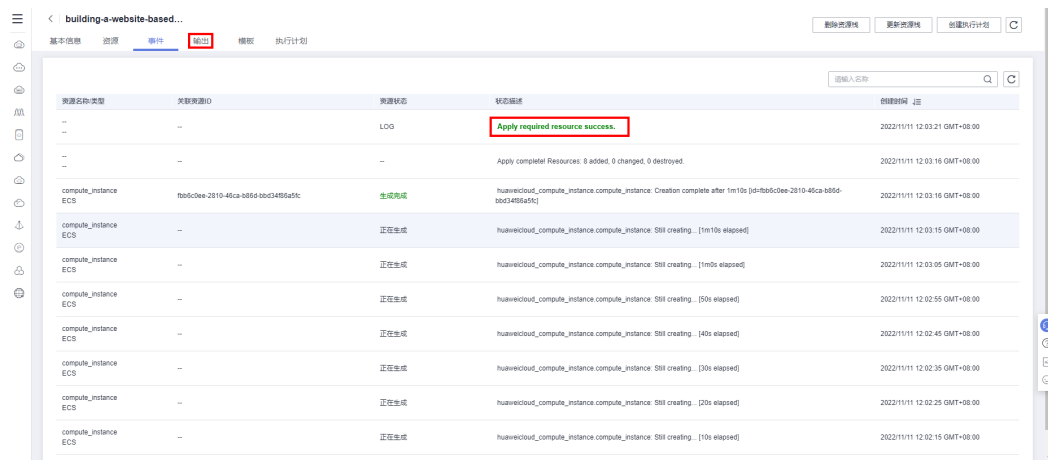 building-a-website-based...
删除资源栈 更新资源栈 创建执行计划
基本信息 资源 事件 输出 模板 执行计划
请输入名称
资源名称/类型 关联资源ID 资源状态 状态描述 创建时间
-- -- LOG Apply required resource success. 2022/11/11 12:03:21 GMT+08:00
--
-- -- -- Apply complete! Resources: 8 added, 0 changed, 0 destroyed. 2022/11/11 12:03:16 GMT+08:00
--
compute_instance
ECS
fbb6c0ee-2810-46ca-b86d-bbd34f86a5fc 生成完成 huaweicloud_compute_instance.compute_instance: Creation complete after 1m10s [id=fbb6c0ee-2810-46ca-b86d-
bbd34f86a5fc]
2022/11/11 12:03:16 GMT+08:00
compute_instance
ECS
-- 正在生成 huaweicloud_compute_instance.compute_instance: Still creating... [1m10s elapsed] 2022/11/11 12:03:15 GMT+08:00
compute_instance
ECS
-- 正在生成 huaweicloud_compute_instance.compute_instance: Still creating... [1m0s elapsed] 2022/11/11 12:03:05 GMT+08:00
compute_instance
ECS
-- 正在生成 huaweicloud_compute_instance.compute_instance: Still creating... [50s elapsed] 2022/11/11 12:02:55 GMT+08:00
compute_instance
ECS
-- 正在生成 huaweicloud_compute_instance.compute_instance: Still creating... [40s elapsed] 2022/11/11 12:02:45 GMT+08:00
compute_instance
ECS
-- 正在生成 huaweicloud_compute_instance.compute_instance: Still creating... [30s elapsed] 2022/11/11 12:02:35 GMT+08:00
compute_instance
ECS
-- 正在生成 huaweicloud_compute_instance.compute_instance: Still creating... [20s elapsed] 2022/11/11 12:02:25 GMT+08:00
compute_instance
ECS
-- 正在生成 huaweicloud_compute_instance.compute_instance: Still creating... [10s elapsed] 2022/11/11 12:02:15 GMT+08:00